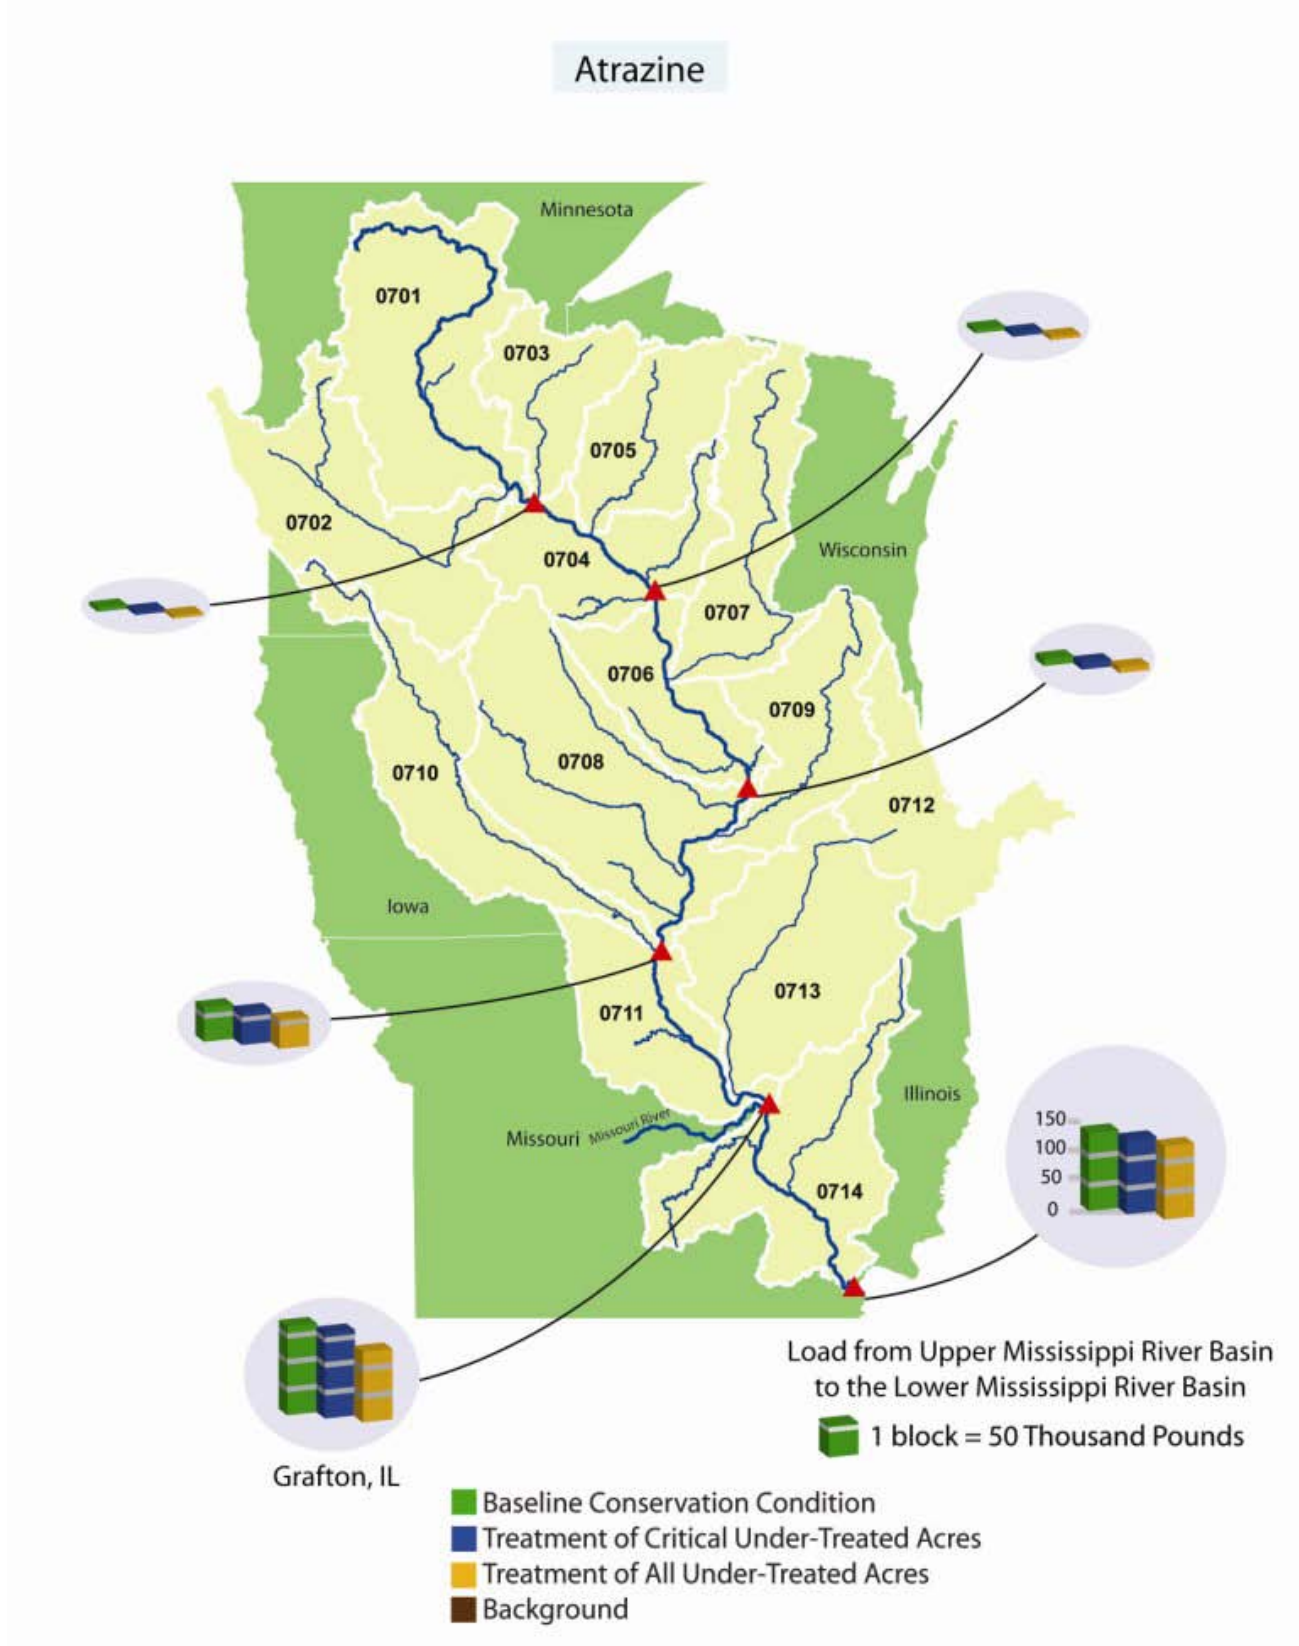 Atrazine
Minnesota
0701
0703
0705
0702
0704
Wisconsin
0707
0706
0709
0708
0710
0712
Iowa
0713
0711
Illinois
Missouri
Missouri River
150
100
50
0
0714
Load from Upper Mississippi River Basin
to the Lower Mississippi River Basin
1 block = 50 Thousand Pounds
Grafton, IL
Baseline Conservation Condition
Treatment of Critical Under-Treated Acres
Treatment of All Under-Treated Acres
Background